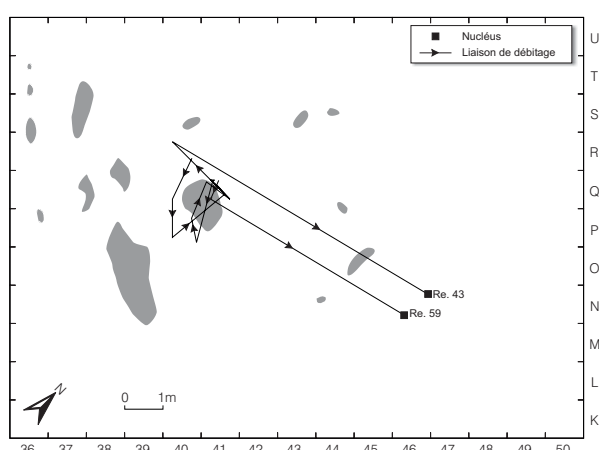 Nucléus
Liaison de débitage
U
T
S
R
Q
P
O
N
M
L
K
Re. 43
Re. 59
N
0 1m
36 37 38 39 40 41 42 43 44 45 46 47 48 49 50